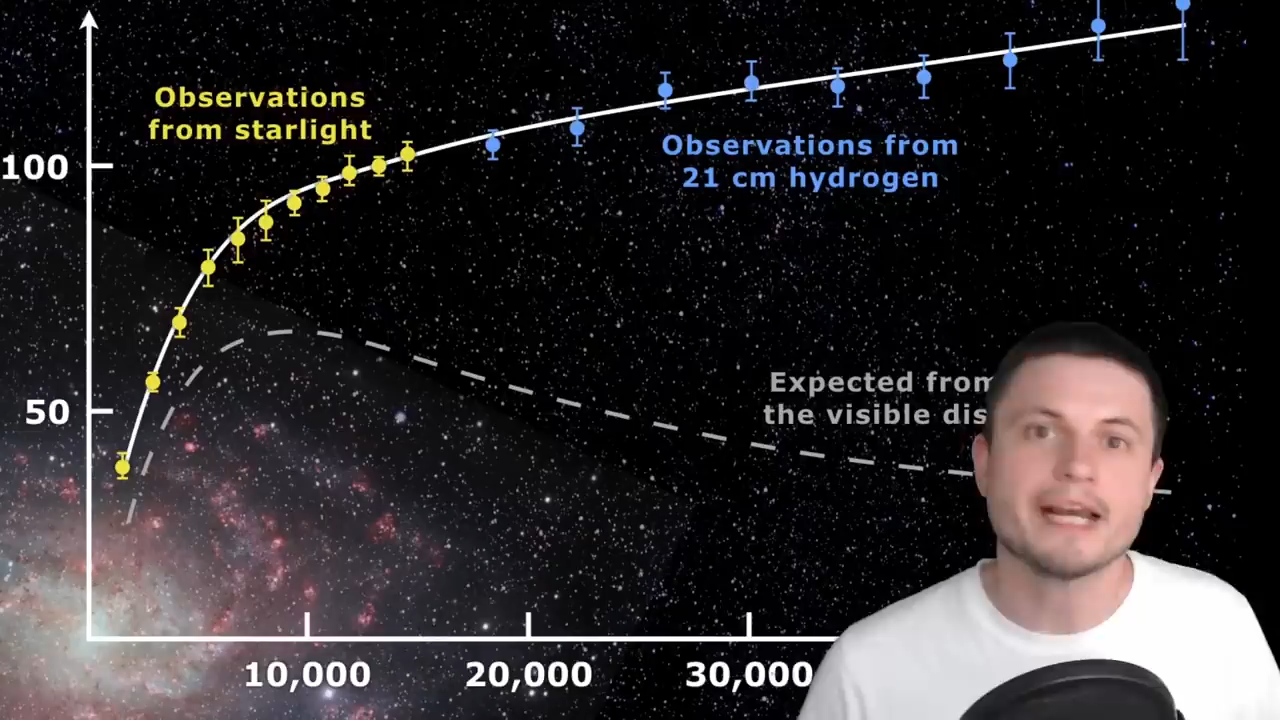 Observations
from starlight
100
Observations from
21 cm hydrogen
Expected from
the visible
50
10,000
20,000
30,000